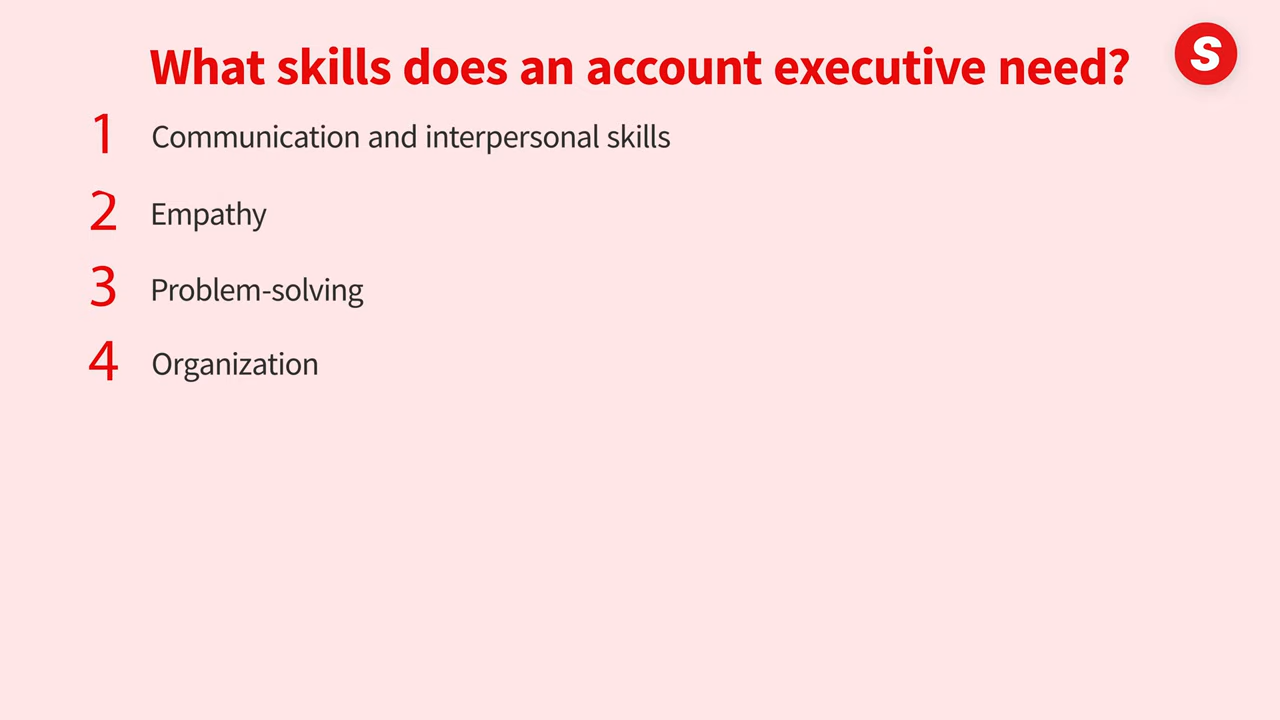 What skills does an account executive need?
S
1 Communication and interpersonal skills
2 Empathy
3 Problem-solving
4 Organization